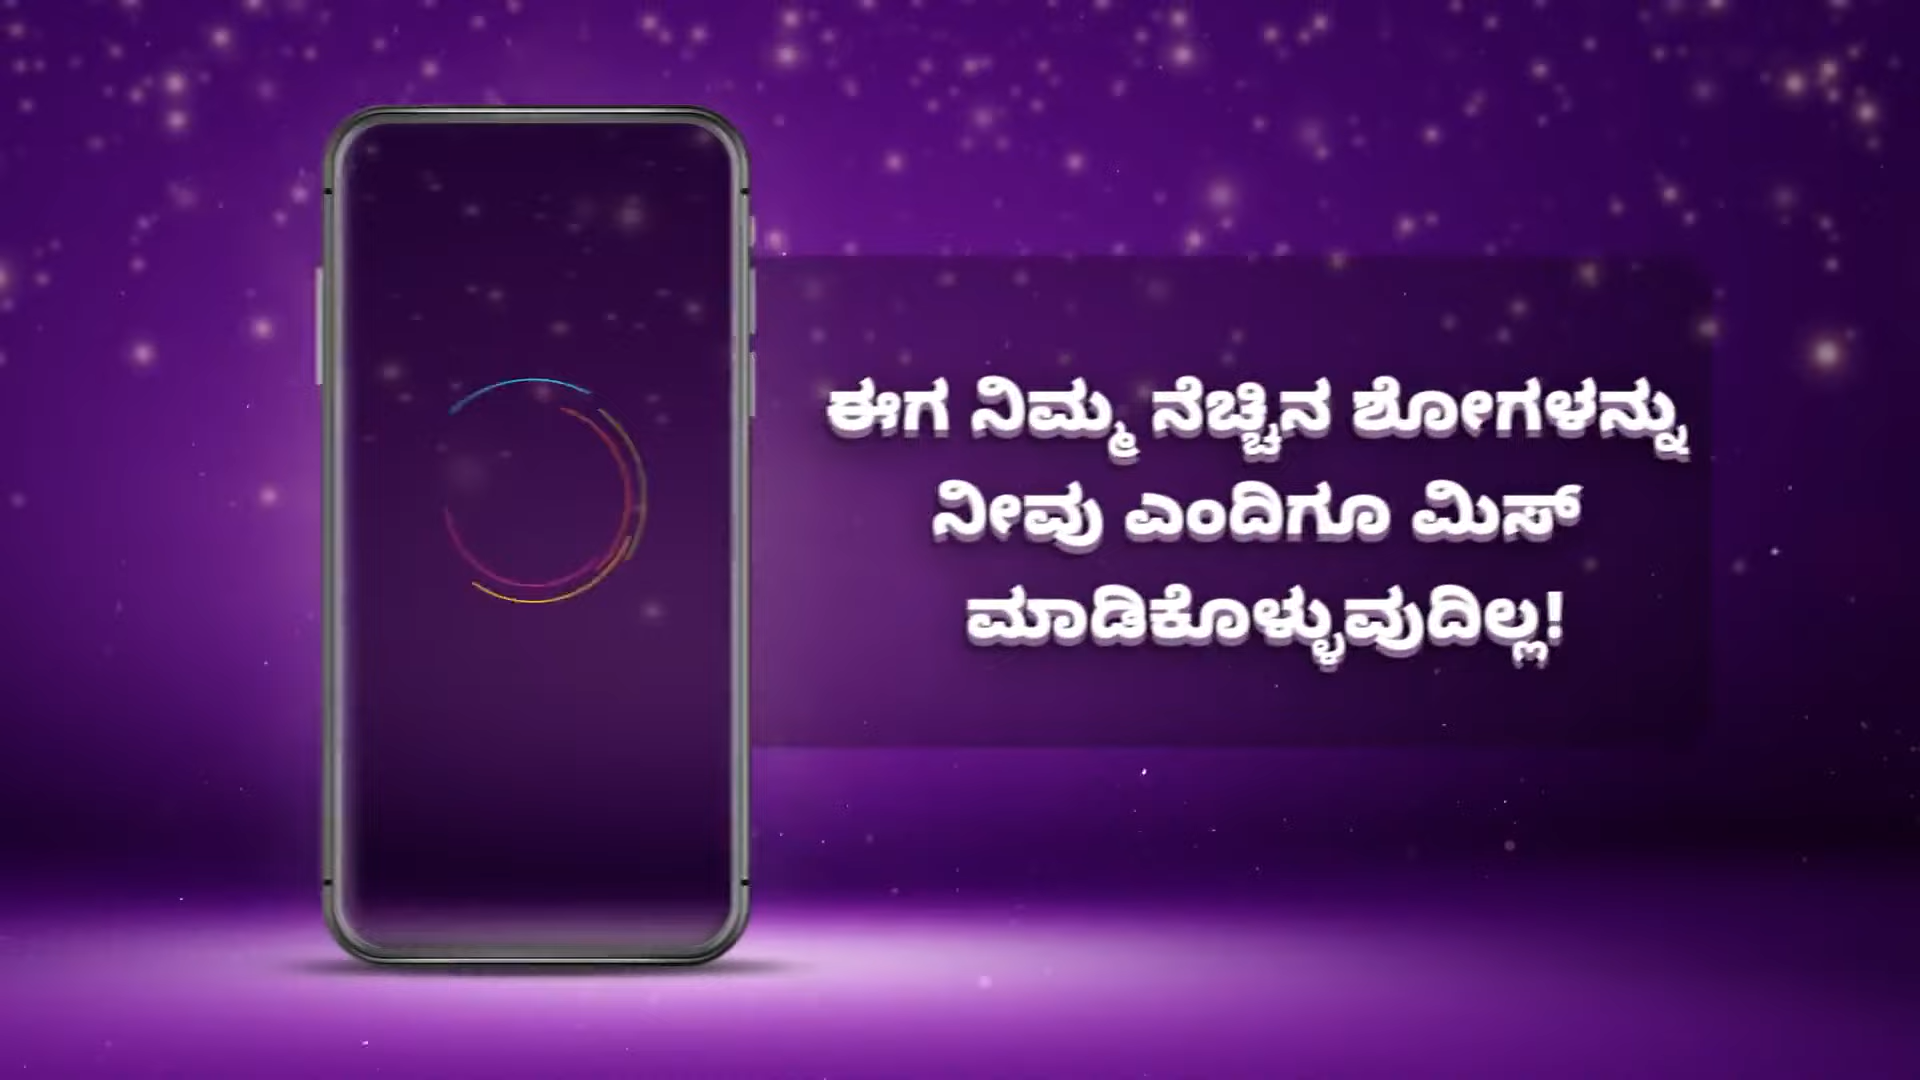 ಈಗ ನಿಮ್ಮ ನೆಚ್ಚಿನ ಶೋಗಳನ್ನು
ನೀವು ಎಂದಿಗೂ ಮಿಸ್
ಮಾಡಿಕೊಳ್ಳುವುದಿಲ್ಲ!